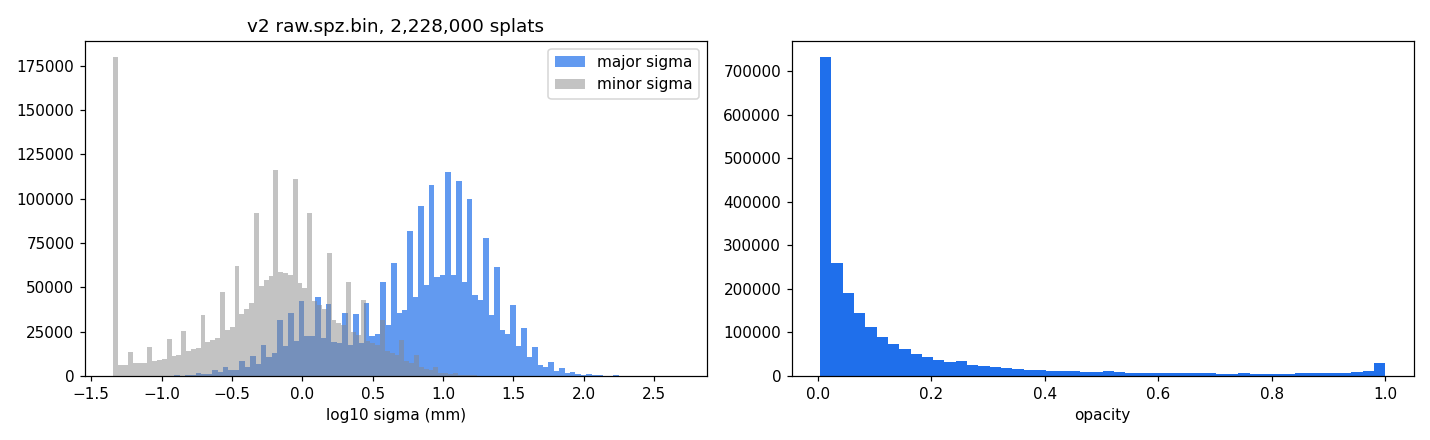 v2 raw.spz.bin, 2,228,000 splats
major sigma
minor sigma
175000
150000
125000
100000
75000
50000
25000
0
−1.5 −1.0 −0.5 0.0 0.5 1.0 1.5 2.0 2.5
log10 sigma (mm)
700000
600000
500000
400000
300000
200000
100000
0
0.0 0.2 0.4 0.6 0.8 1.0
opacity